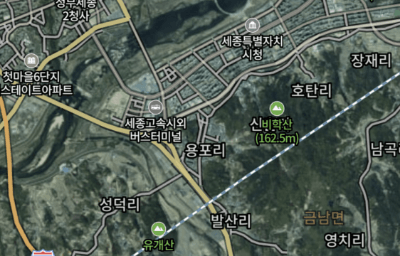 정부세종
2청사
세종특별자치
시청
장재리
첫마을6단지
스테이트아파트
호탄리
비학산
(162.5m)
세종고속시외
버스터미널
용포리
남곡리
성덕리
발산리
금남면
유개산
영치리